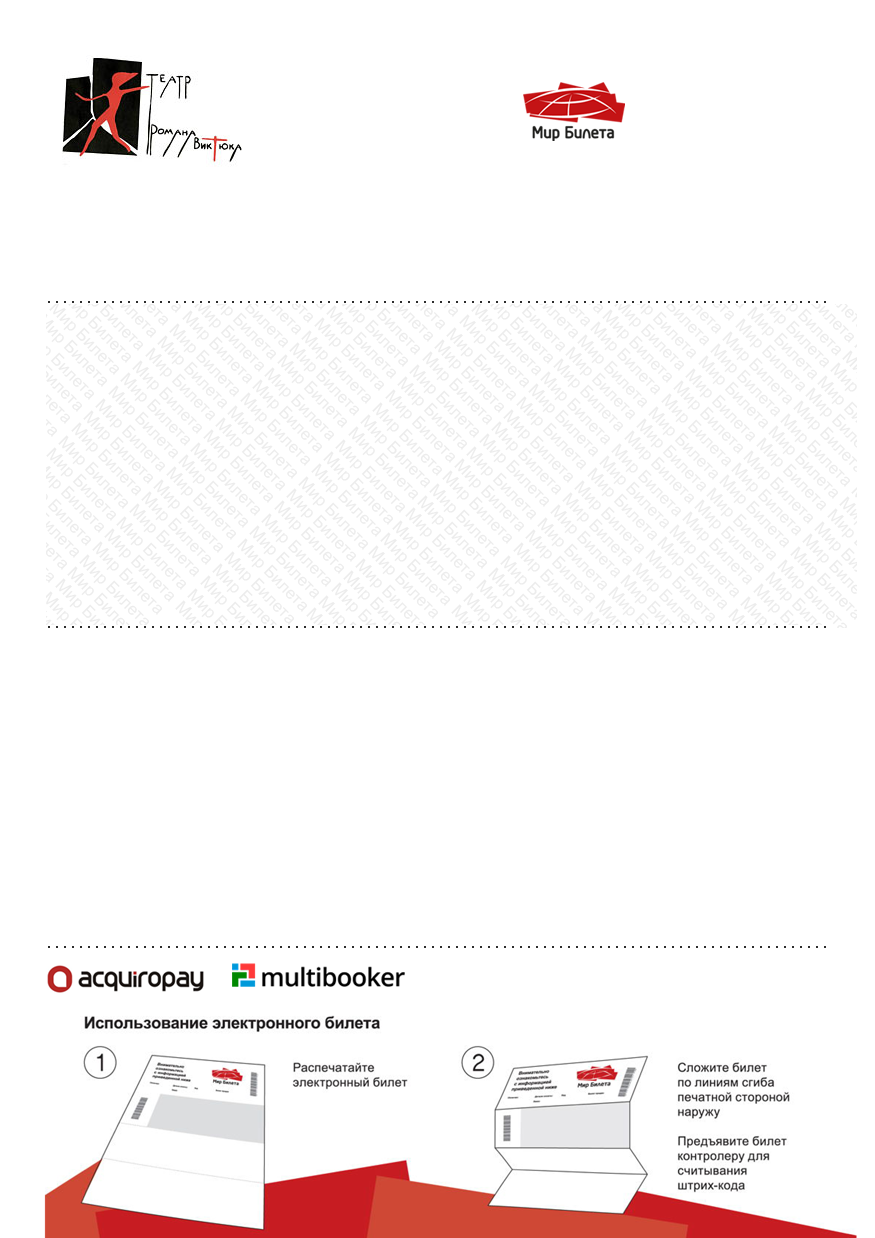 Театр
Романа
Виктюка
Мир Билета
acquiropay
multibooker
Использование электронного билета
1
Распечатайте
электронный билет
2
Сложите билет
по линиям сгиба
печатной стороной
наружу
Предъявите билет
контролеру для
считывания
штрих-кода
Внимательно
ознакомьтесь
с информацией
приведенной ниже
Мир Билета
Внимательно
ознакомьтесь
с информацией
приведенной ниже
Мир Билета